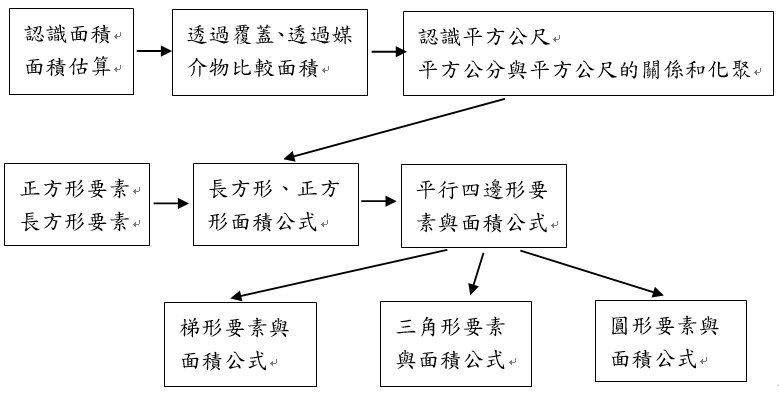 認識面積
面積估算
透過覆蓋、透過媒
介物比較面積
認識平方公尺
平方公分與平方公尺的關係和化聚
正方形要素
長方形要素
長方形、正方
形面積公式
平行四邊形要
素與面積公式
梯形要素與
面積公式
三角形要素
與面積公式
圓形要素與
面積公式